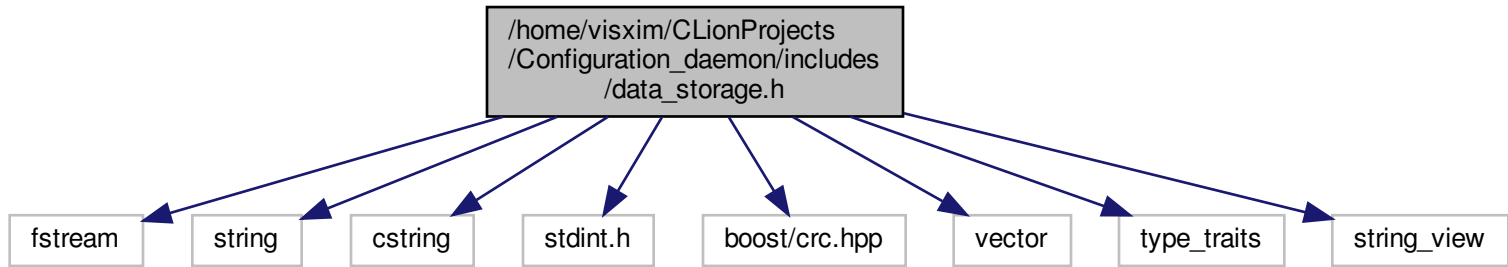 /home/visxim/CLionProjects
/Configuration_daemon/includes
/data_storage.h
fstream
string
cstring
stdint.h
boost/crc.hpp
vector
type_traits
string_view